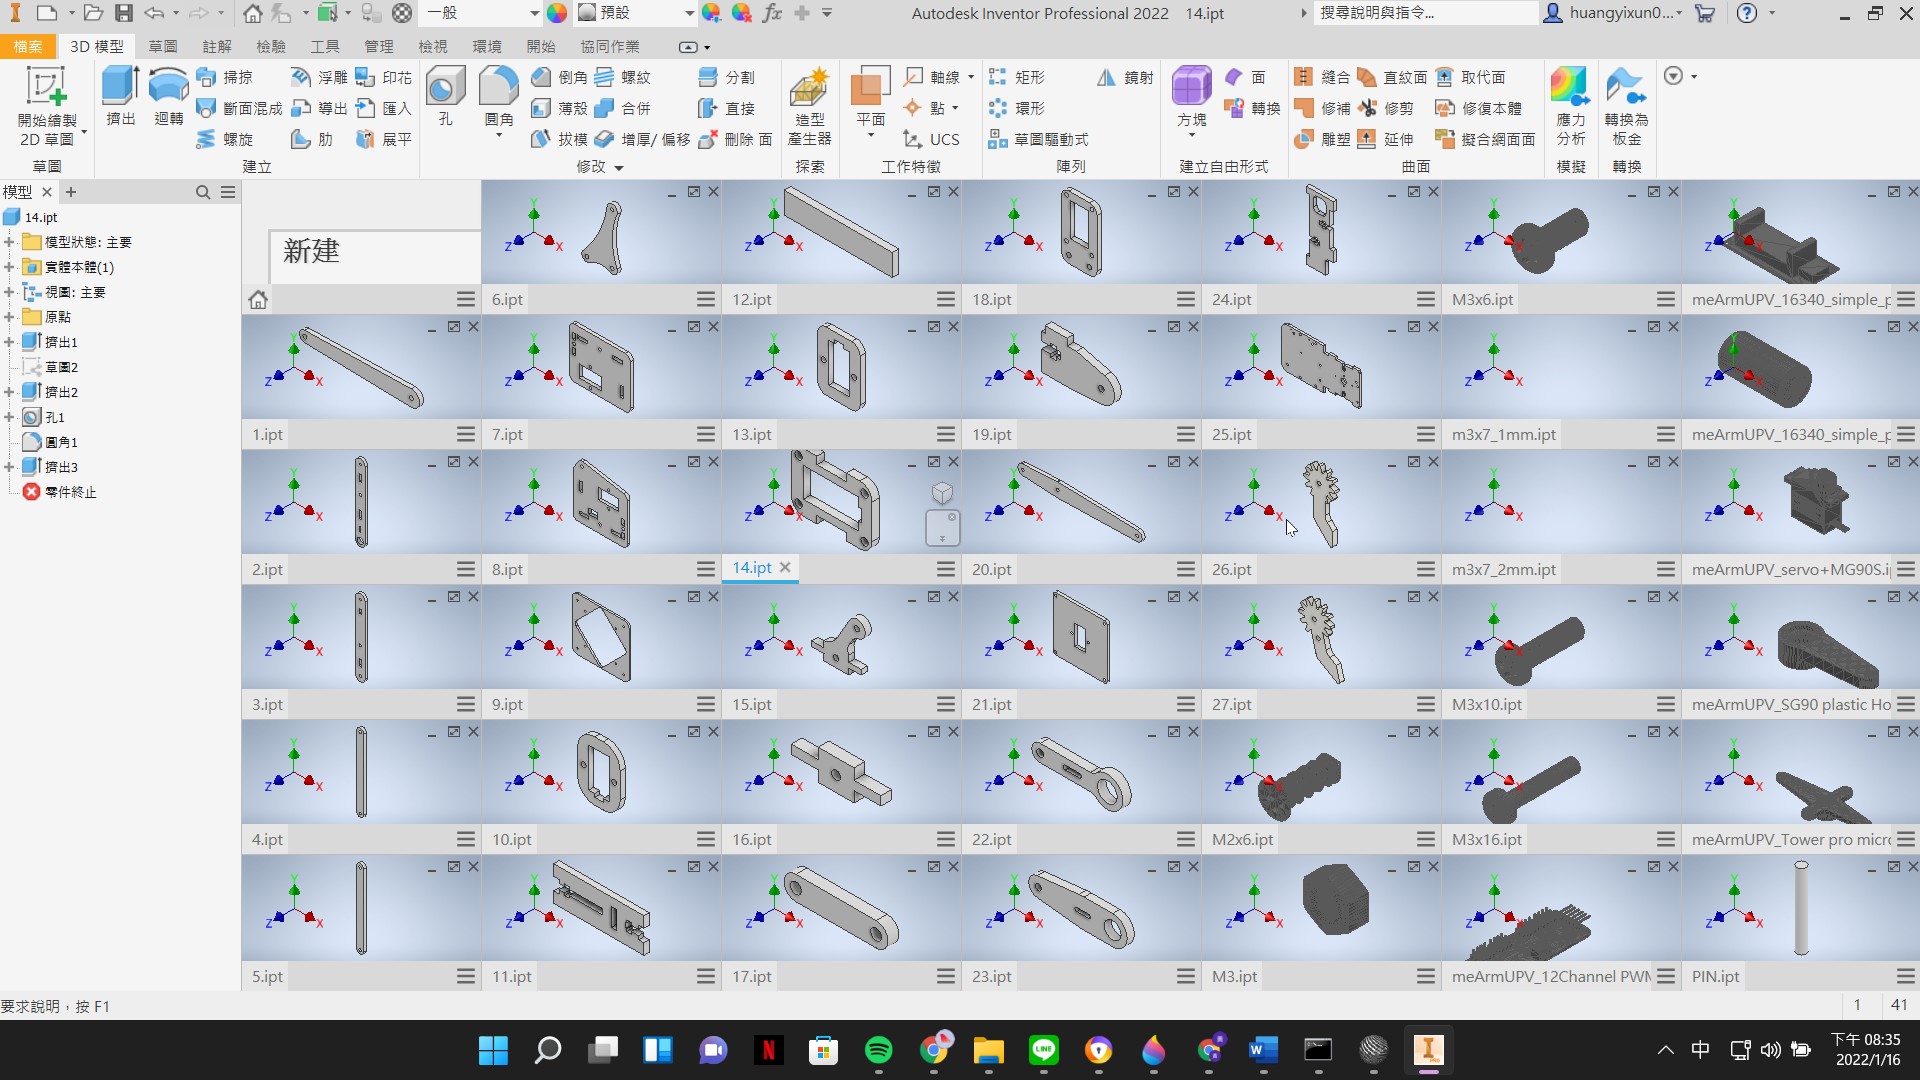 一般
預設
Autodesk Inventor Professional 2022 14.ipt
搜尋說明與指令...
huangyixun0...
檔案 3D 模型 草圖 註解 檢驗 工具 管理 檢視 環境 開始 協同作業
開始繪製
2D 草圖
草圖
擠出
迴轉
掃掠
斷面混成
螺旋
浮雕
導出
肋
印花
匯入
展平
建立
孔
圓角
倒角
薄殼
拔模
螺紋
合併
增厚/ 偏移
分割
直接
刪除 面
修改
造型
產生器
探索
平面
軸線
點
UCS
工作特徵
矩形
環形
草圖驅動式
鏡射
陣列
方塊
面
轉換
建立自由形式
縫合
修補
雕塑
直紋面
修剪
延伸
取代面
修復本體
擬合網面面
曲面
應力
分析
模擬
轉換為
板金
轉換
模型
14.ipt
模型狀態: 主要
實體本體(1)
視圖: 主要
原點
擠出1
草圖2
擠出2
孔1
圓角1
擠出3
零件終止
新建
6.ipt
12.ipt
18.ipt
24.ipt
M3x6.ipt
meArmUPV_16340_simple_p
1.ipt
7.ipt
13.ipt
19.ipt
25.ipt
m3x7_1mm.ipt
meArmUPV_16340_simple_p
2.ipt
8.ipt
14.ipt
20.ipt
26.ipt
m3x7_2mm.ipt
meArmUPV_servo+MG90S.i
3.ipt
9.ipt
15.ipt
21.ipt
27.ipt
M3x10.ipt
meArmUPV_SG90 plastic Ho
4.ipt
10.ipt
16.ipt
22.ipt
M2x6.ipt
M3x16.ipt
meArmUPV_Tower pro micro
5.ipt
11.ipt
17.ipt
23.ipt
M3.ipt
meArmUPV_12Channel PWM
PIN.ipt
要求說明，按 F1
1 41
中
下午 08:35
2022/1/16